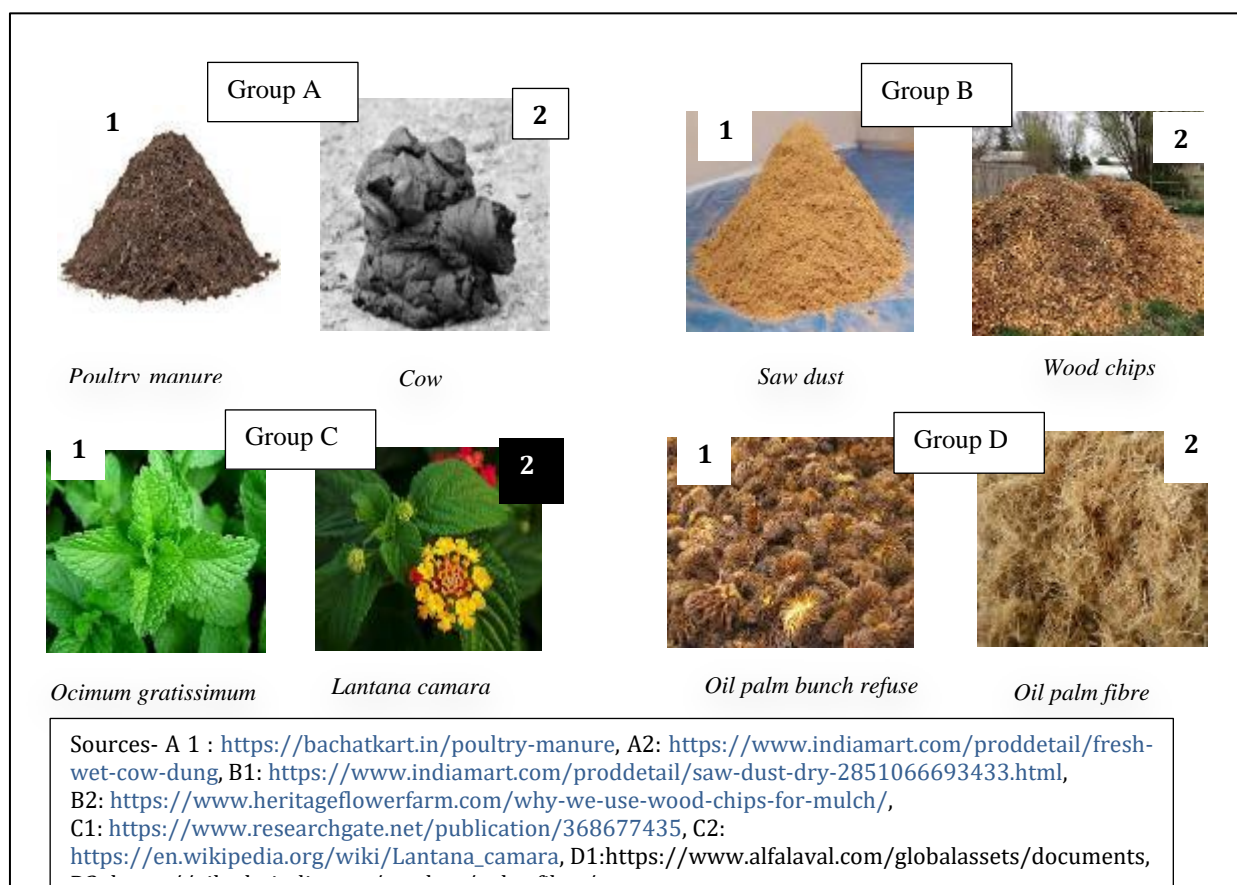 Group A
1
2
Poultry manure
Cow
Group B
1
2
Saw dust
Wood chips
Group C
1
2
Ocimum gratissimum
Lantana camara
Group D
1
2
Oil palm bunch refuse
Oil palm fibre
Sources- A 1 : https://bachatkart.in/poultry-manure, A2: https://www.indiamart.com/proddetail/fresh-
wet-cow-dung, B1: https://www.indiamart.com/proddetail/saw-dust-dry-2851066693433.html,
B2: https://www.heritageflowerfarm.com/why-we-use-wood-chips-for-mulch/,
C1: https://www.researchgate.net/publication/368677435, C2:
https://en.wikipedia.org/wiki/Lantana_camara, D1:https://www.alfalaval.com/globalassets/documents,